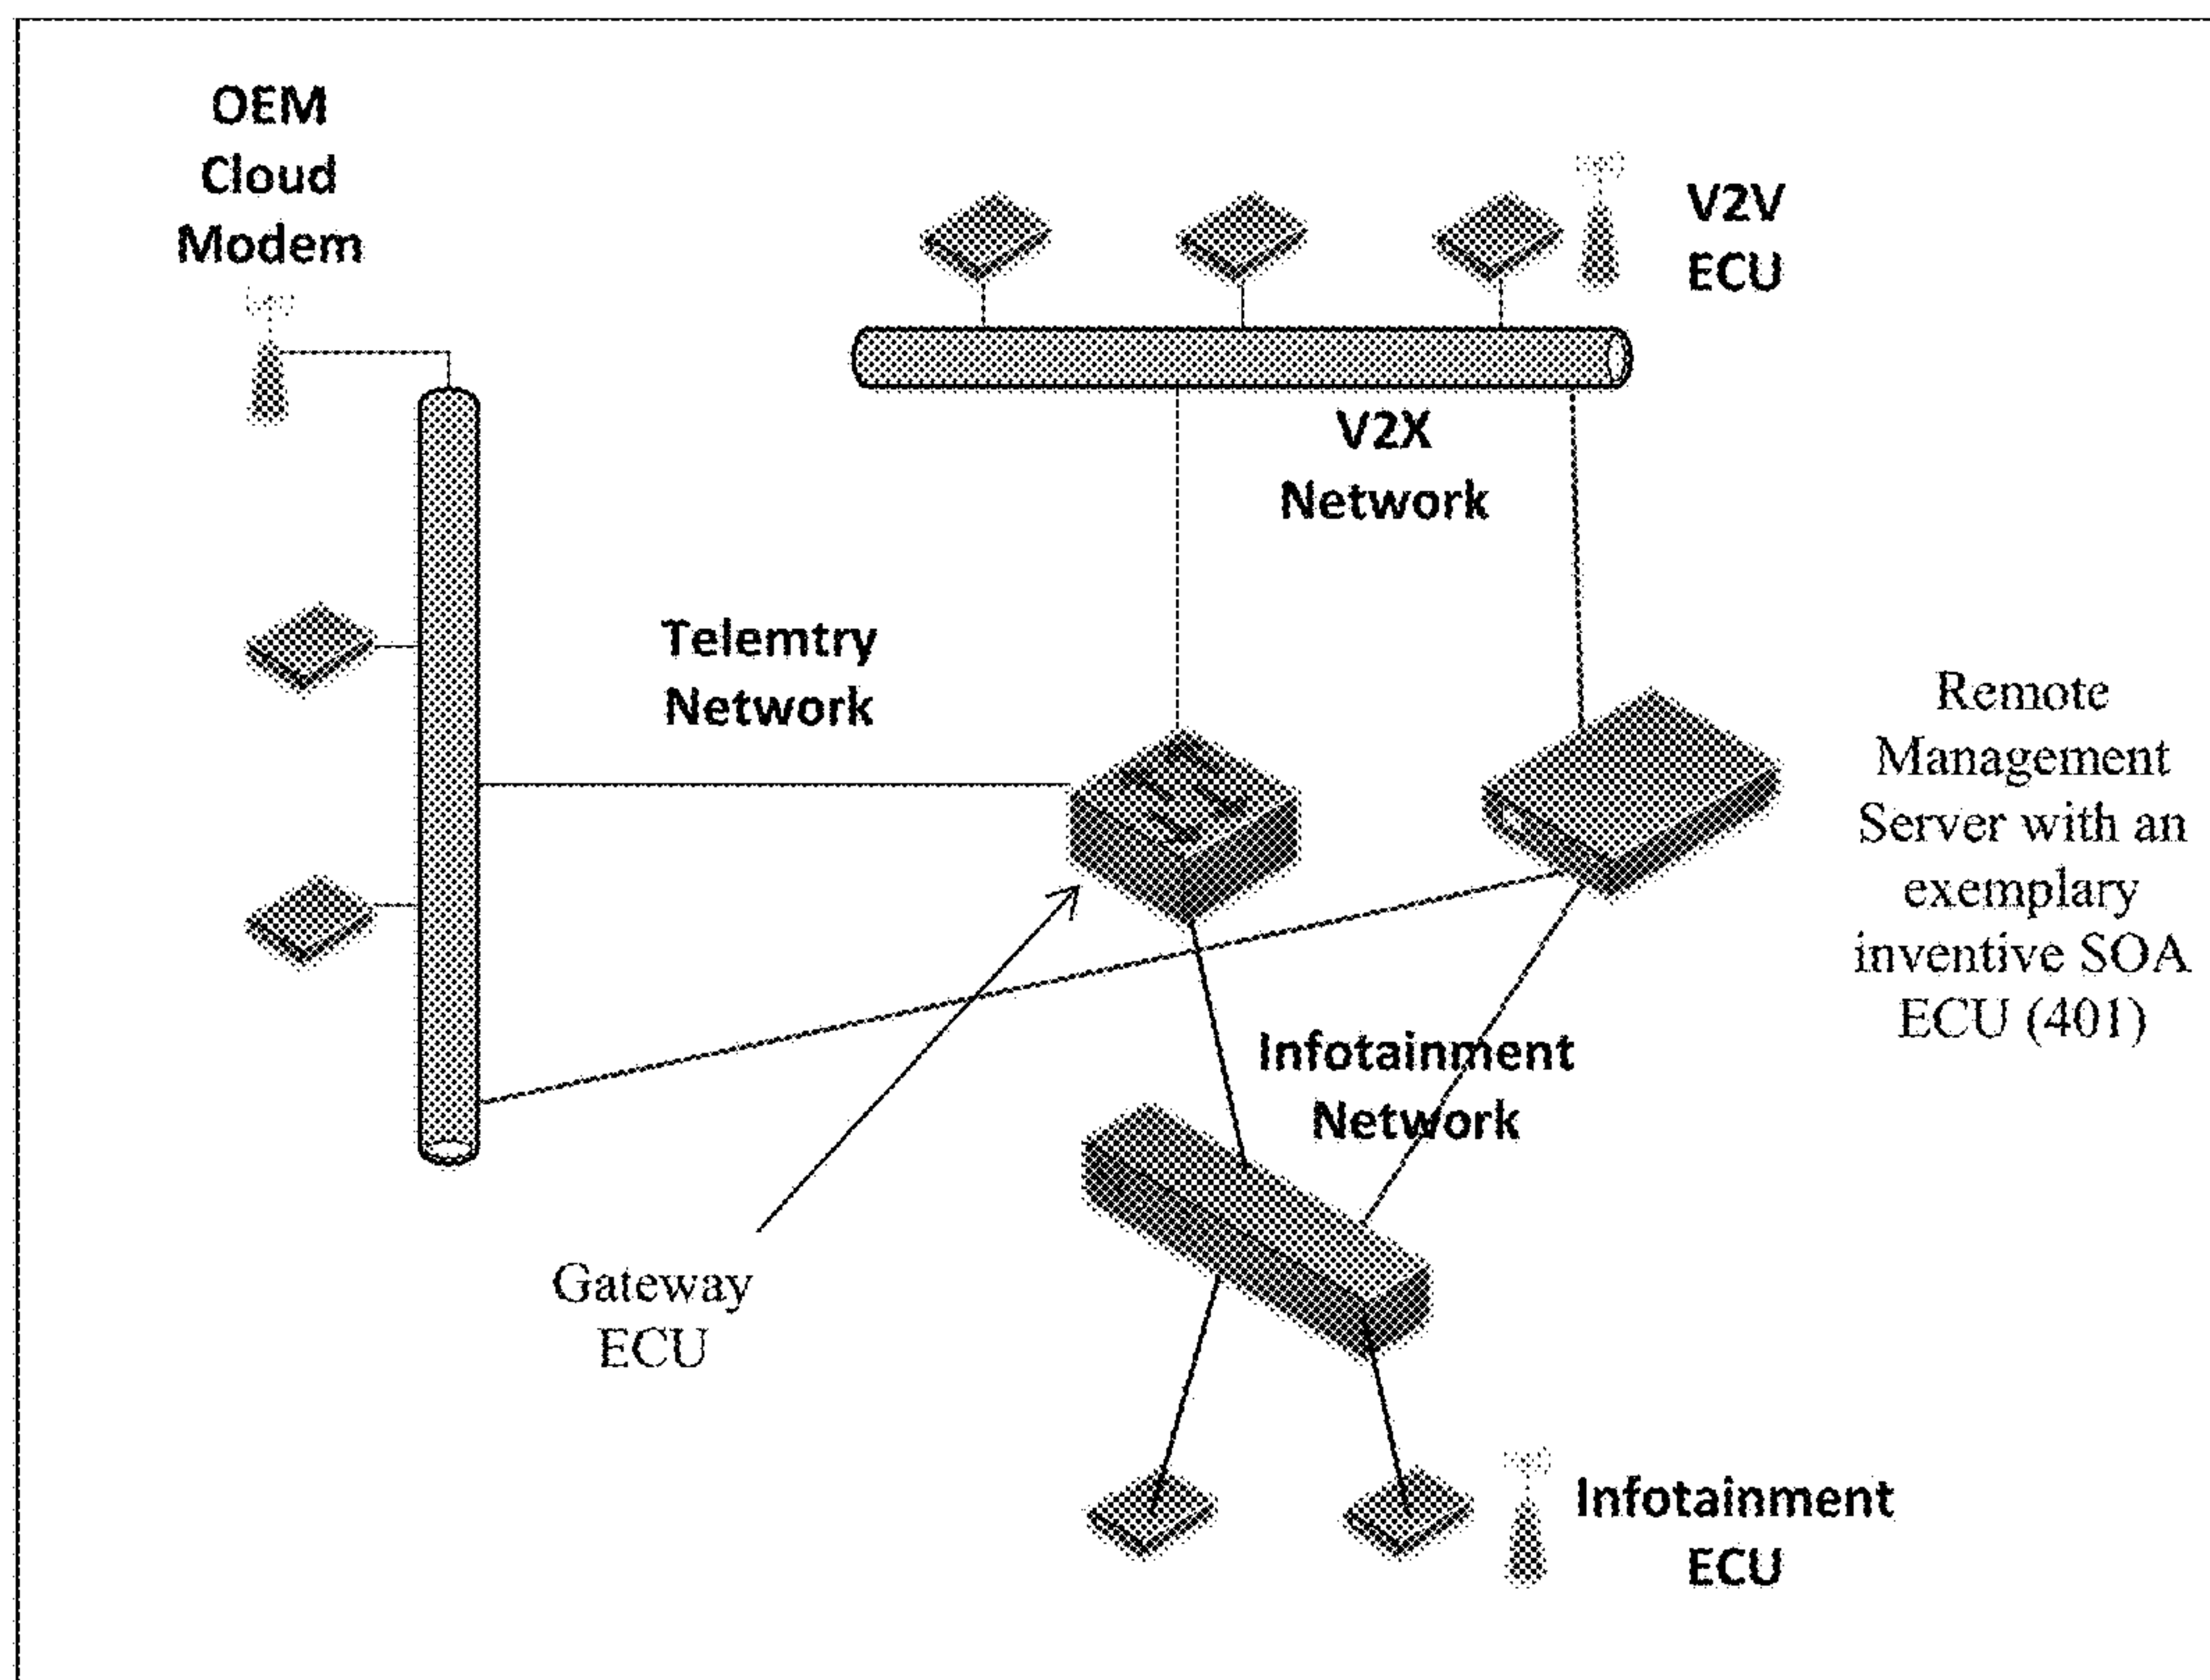 OEM
Cloud
Modem
V2V
ECU
V2X
Network
Telemtry
Network
Remote
Management
Server with an
exemplary
inventive SOA
ECU (401)
Infotainment
Network
Gateway
ECU
Infotainment
ECU